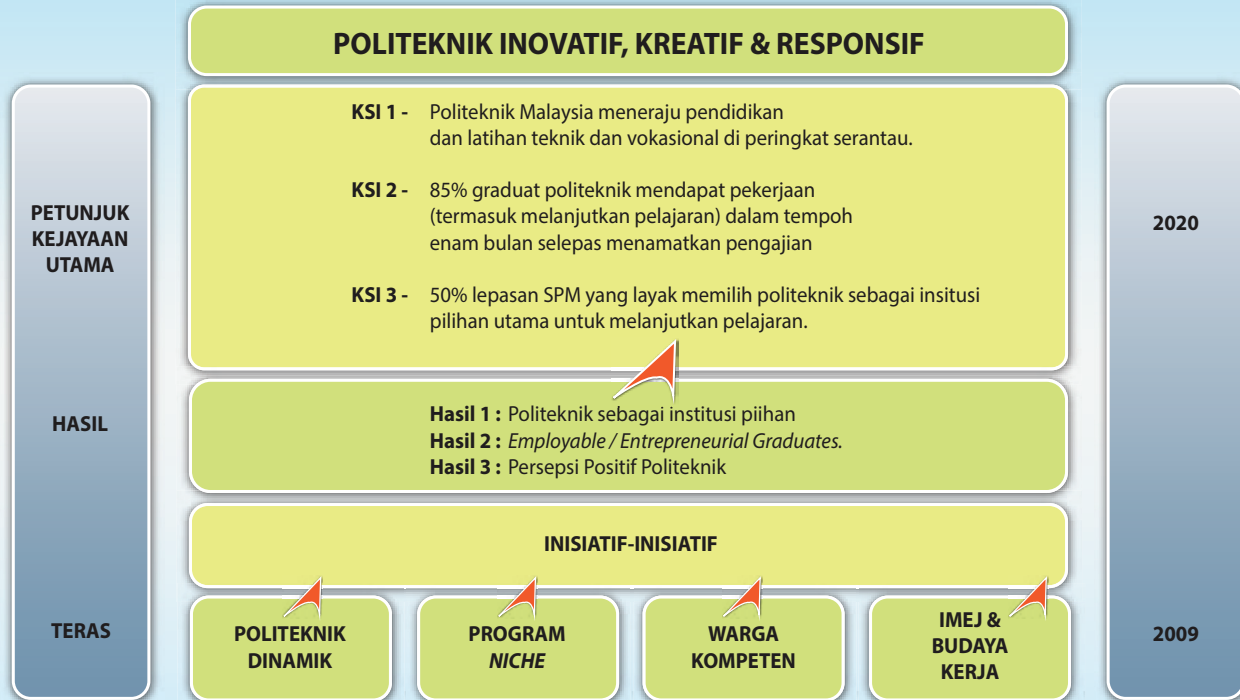 POLITEKNIK INOVATIF, KREATIF & RESPONSIF
PETUNJUK
KEJAYAAN
UTAMA
KSI 1 - Politeknik Malaysia meneraju pendidikan
dan latihan teknik dan vokasional di peringkat serantau.
KSI 2 - 85% graduat politeknik mendapat pekerjaan
(termasuk melanjutkan pelajaran) dalam tempoh
enam bulan selepas menamatkan pengajian
KSI 3 - 50% lepasan SPM yang layak memilih politeknik sebagai insitusi
pilihan utama untuk melanjutkan pelajaran.
2020
HASIL
Hasil 1 : Politeknik sebagai institusi piihan
Hasil 2 : Employable / Entrepreneurial Graduates.
Hasil 3 : Persepsi Positif Politeknik
INISIATIF-INISIATIF
TERAS
POLITEKNIK
DINAMIK
PROGRAM
NICHE
WARGA
KOMPETEN
IMEJ &
BUDAYA
KERJA
2009